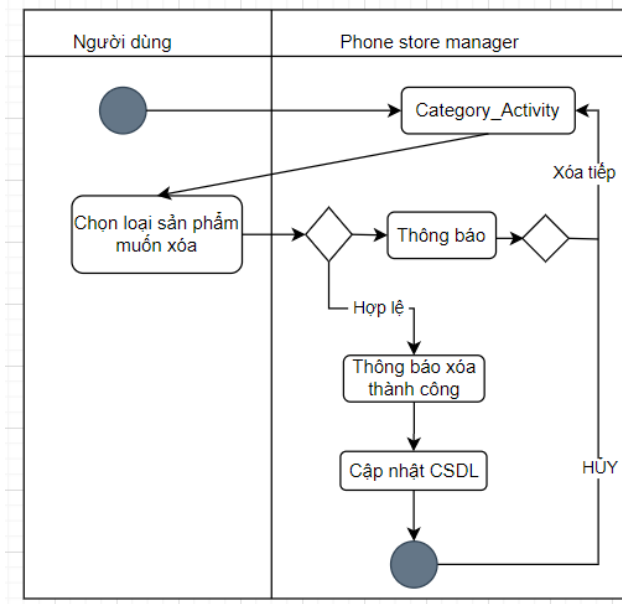 Người dùng
Phone store manager
Category_Activity
Xóa tiếp
Chọn loại sản phẩm
muốn xóa
Thông báo
Hợp lệ
Thông báo xóa
thành công
Cập nhật CSDL
HỦY